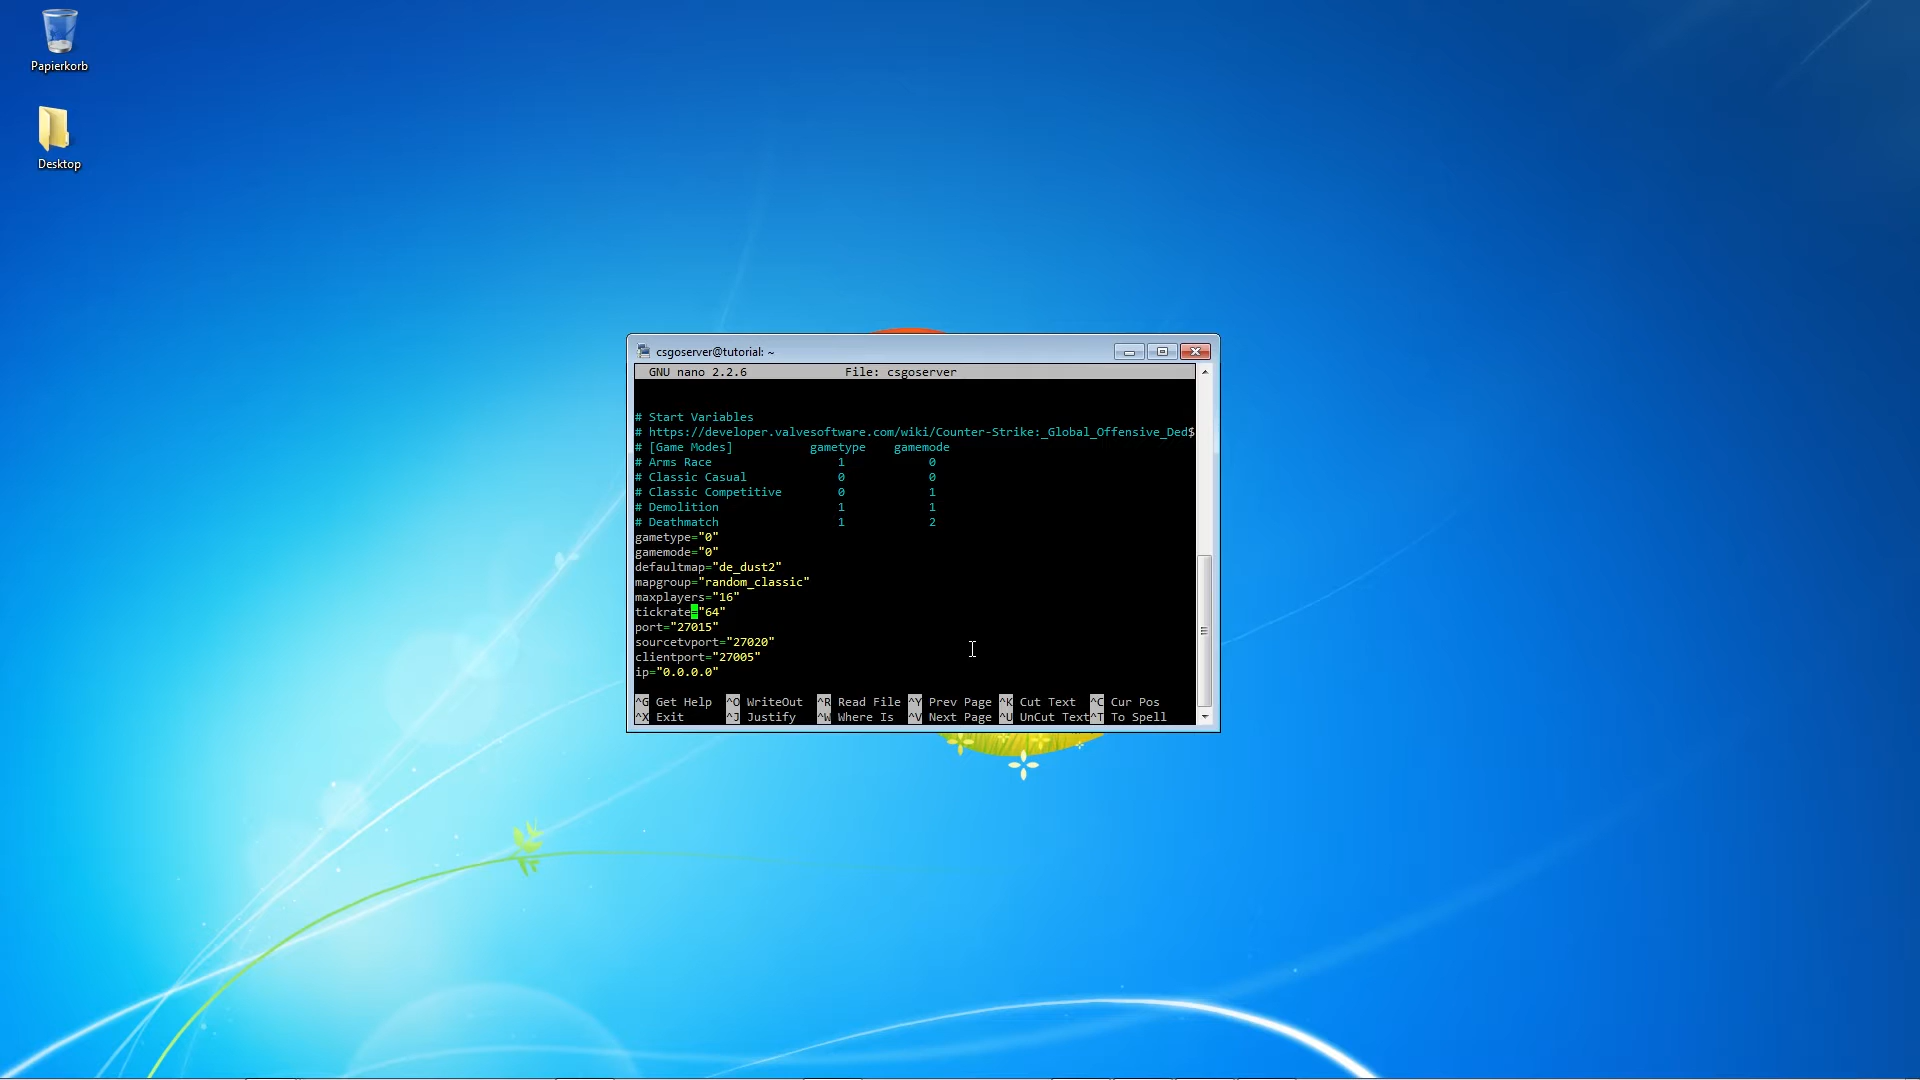 Papierkorb
Desktop
csgoserver@tutorial: ~
GNU nano 2.2.6 File: csgoserver
# Start Variables
# https://developer.valvesoftware.com/wiki/Counter-Strike:_Global_Offensive_Ded$
# [Game Modes] gametype gamemode
# Arms Race 1 0
# Classic Casual 0 0
# Classic Competitive 0 1
# Demolition 1 1
# Deathmatch 1 2
gametype="0"
gamemode="0"
defaultmap="de_dust2"
mapgroup="random_classic"
maxplayers="16"
tickrate="64"
port="27015"
sourcetvport="27020"
clientport="27005"
ip="0.0.0.0"
^G Get Help ^O WriteOut ^R Read File ^Y Prev Page ^K Cut Text ^C Cur Pos
^X Exit ^J Justify ^W Where Is ^V Next Page ^U UnCut Text^T To Spell